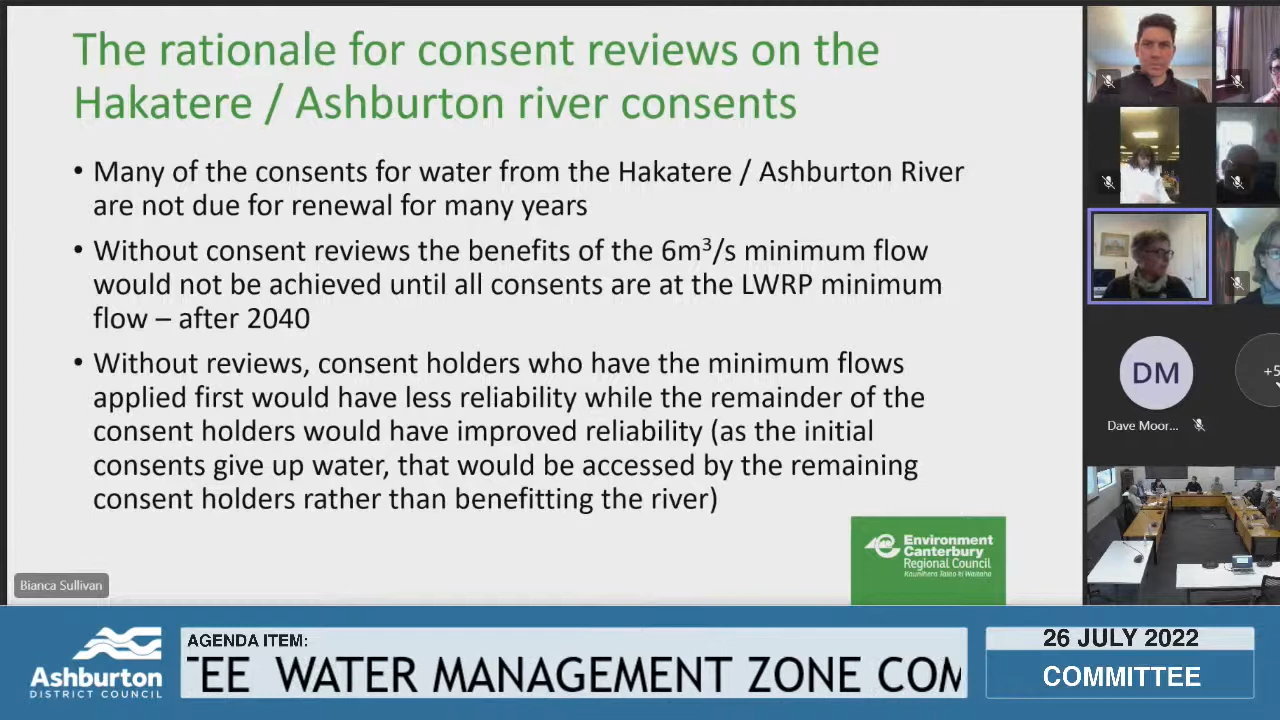 The rationale for consent reviews on the
Hakatere / Ashburton river consents
• Many of the consents for water from the Hakatere / Ashburton River
are not due for renewal for many years
• Without consent reviews the benefits of the 6m³/s minimum flow
would not be achieved until all consents are at the LWRP minimum
flow – after 2040
• Without reviews, consent holders who have the minimum flows
applied first would have less reliability while the remainder of the
consent holders would have improved reliability (as the initial
consents give up water, that would be accessed by the remaining
consent holders rather than benefitting the river)
Environment
Canterbury
Regional Council
Kaunihera Taiao ki Waitaha
Bianca Sullivan
DM
Dave Moor...
+5
Ashburton
DISTRICT COUNCIL
AGENDA ITEM:
TEE WATER MANAGEMENT ZONE COM
26 JULY 2022
COMMITTEE